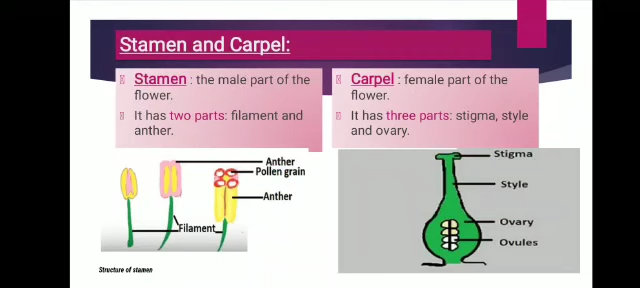 Stamen and Carpel:
Stamen : the male part of the
flower.
It has two parts: filament and
anther.
Carpel : female part of the
flower.
It has three parts: stigma, style
and ovary.
Anther
Pollen grain
Anther
Filament
Structure of stamen
Stigma
Style
Ovary
Ovules